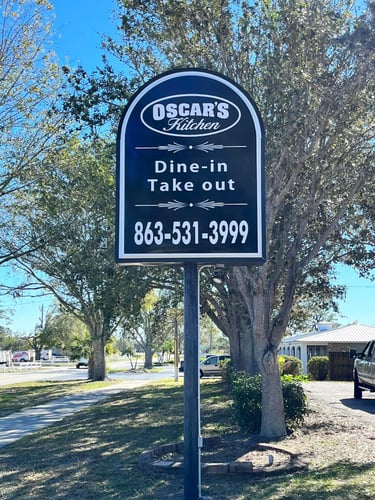 OSCAR'S
Kitchen
Dine-in
Take out
863-531-3999